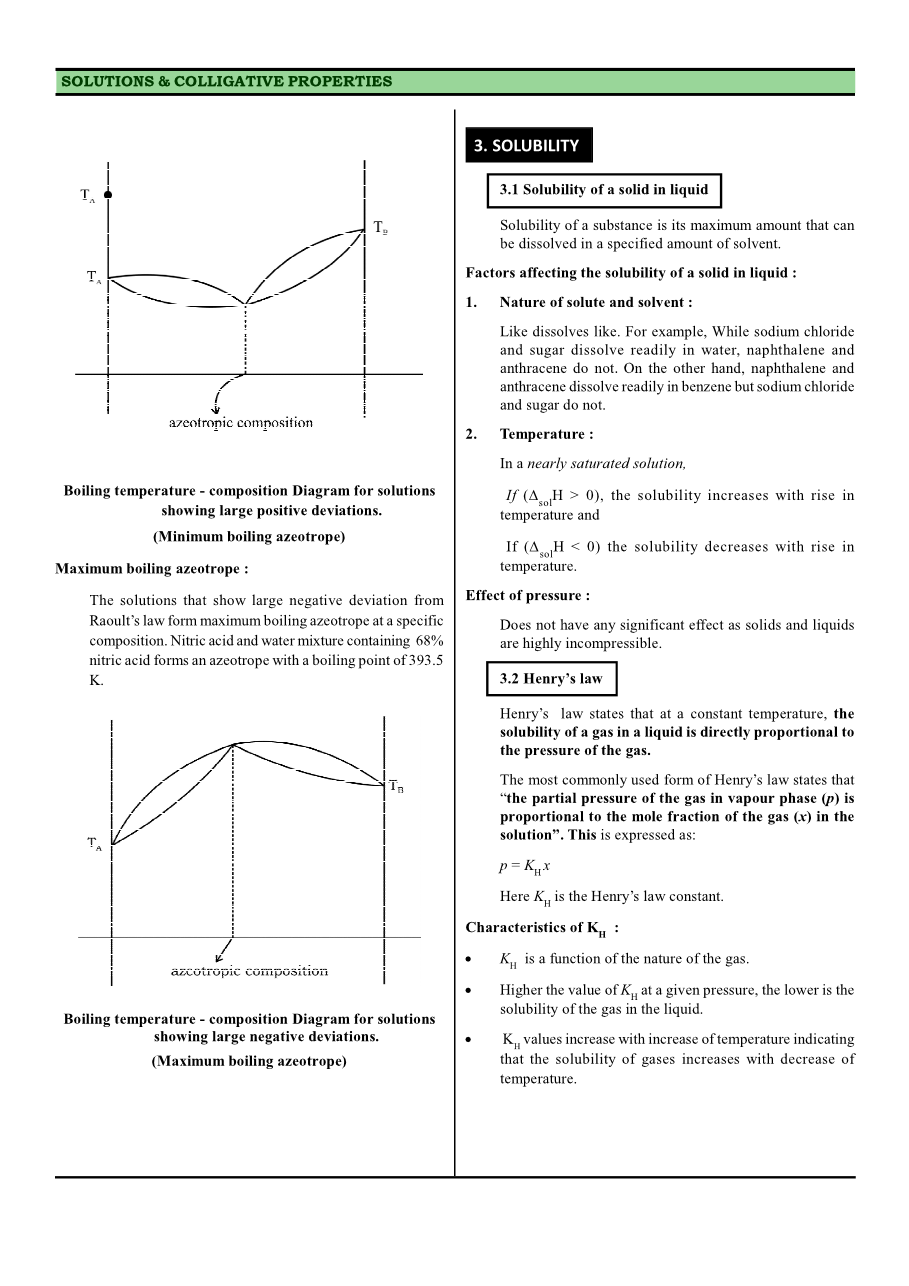 SOLUTIONS & COLLIGATIVE PROPERTIES
T_A
T_A
T_B
azeotropic composition
Boiling temperature - composition Diagram for solutions
showing large positive deviations.
(Minimum boiling azeotrope)
Maximum boiling azeotrope :
The solutions that show large negative deviation from
Raoult's law form maximum boiling azeotrope at a specific
composition. Nitric acid and water mixture containing 68%
nitric acid forms an azeotrope with a boiling point of 393.5
K.
T_B
T_A
azeotropic composition
Boiling temperature - composition Diagram for solutions
showing large negative deviations.
(Maximum boiling azeotrope)
3. SOLUBILITY
3.1 Solubility of a solid in liquid
Solubility of a substance is its maximum amount that can
be dissolved in a specified amount of solvent.
Factors affecting the solubility of a solid in liquid :
1. Nature of solute and solvent :
Like dissolves like. For example, While sodium chloride
and sugar dissolve readily in water, naphthalene and
anthracene do not. On the other hand, naphthalene and
anthracene dissolve readily in benzene but sodium chloride
and sugar do not.
2. Temperature :
In a nearly saturated solution,
If (Δ_sol H > 0), the solubility increases with rise in
temperature and
If (Δ_sol H < 0) the solubility decreases with rise in
temperature.
Effect of pressure :
Does not have any significant effect as solids and liquids
are highly incompressible.
3.2 Henry's law
Henry's law states that at a constant temperature, the
solubility of a gas in a liquid is directly proportional to
the pressure of the gas.
The most commonly used form of Henry's law states that
“the partial pressure of the gas in vapour phase (p) is
proportional to the mole fraction of the gas (x) in the
solution”. This is expressed as:
p = K_H x
Here K_H is the Henry's law constant.
Characteristics of K_H :
• K_H is a function of the nature of the gas.
• Higher the value of K_H at a given pressure, the lower is the
solubility of the gas in the liquid.
• K_H values increase with increase of temperature indicating
that the solubility of gases increases with decrease of
temperature.